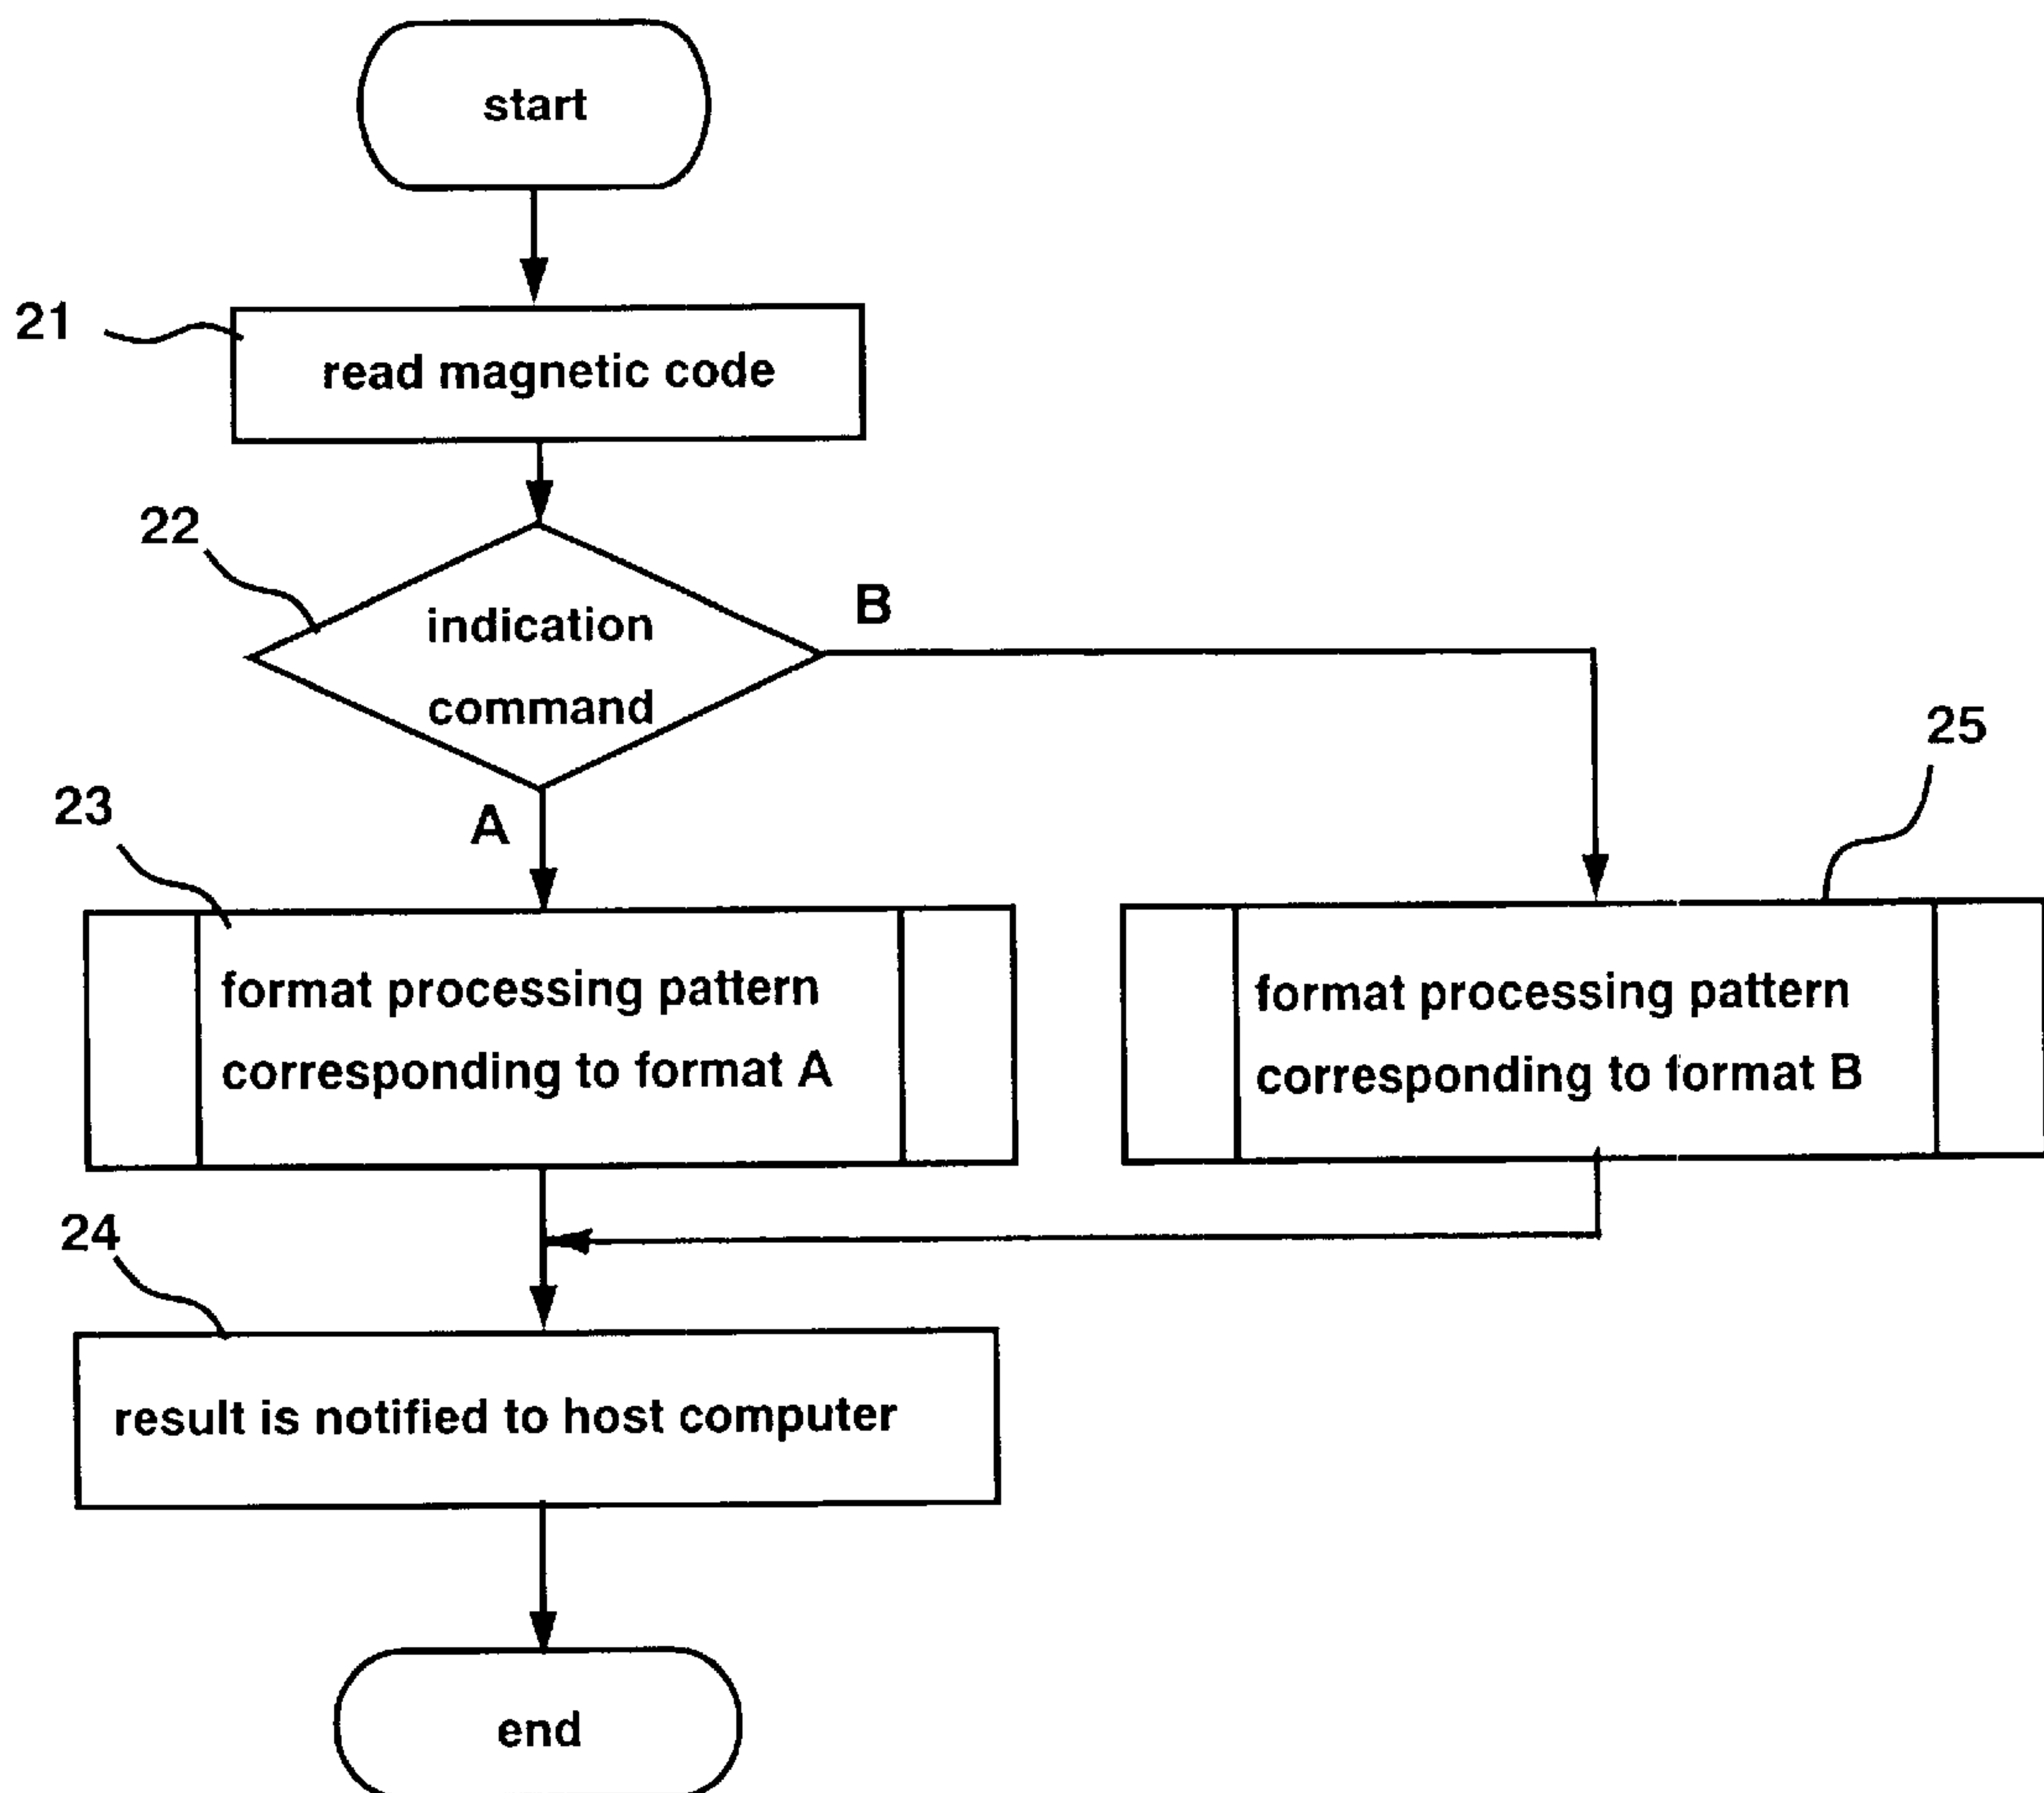 start
21
read magnetic code
22
indication
command
B
A
23
format processing pattern
corresponding to format A
25
format processing pattern
corresponding to format B
24
result is notified to host computer
end